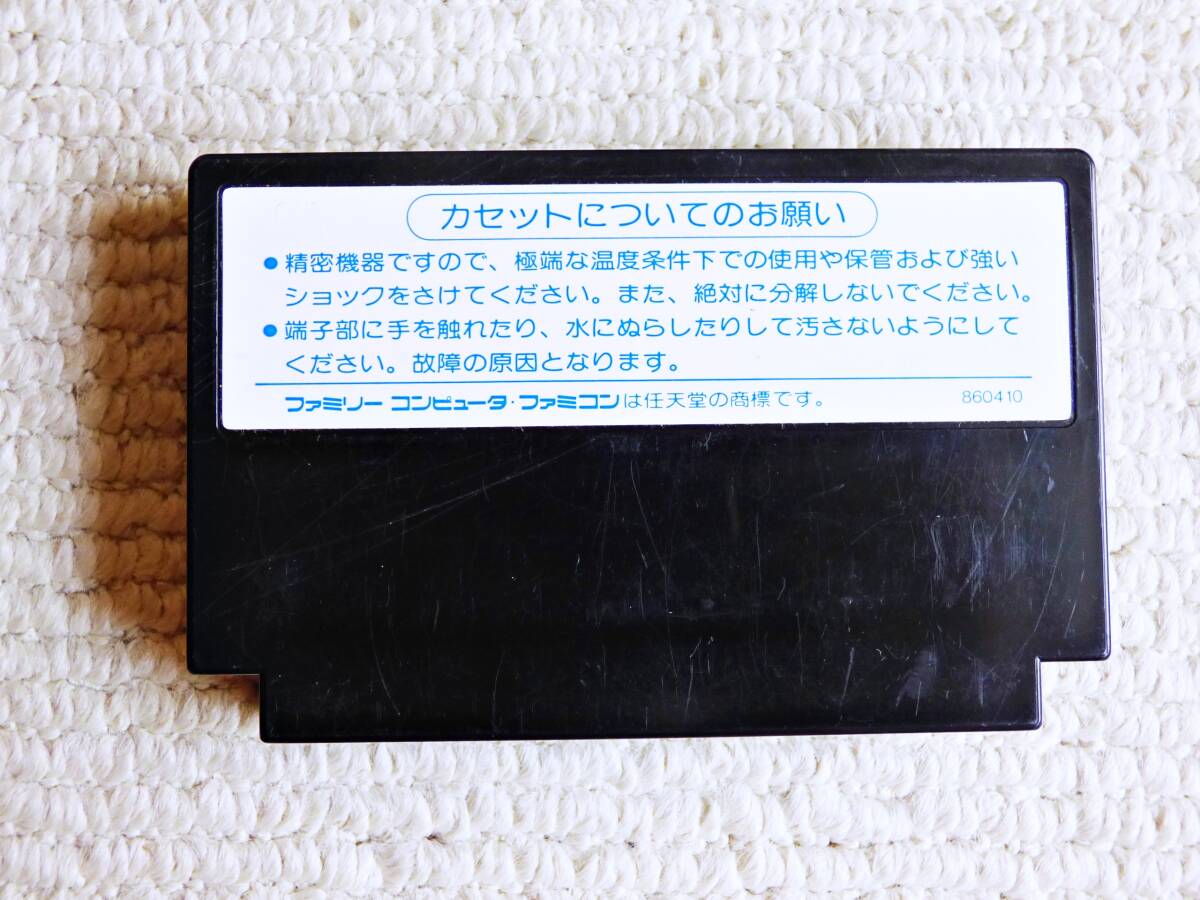 カセットについてのお願い
●精密機器ですので、極端な温度条件下での使用や保管および強い
ショックをさけてください。また、絶対に分解しないでください。
●端子部に手を触れたり、水にぬらしたりして汚さないようにして
ください。故障の原因となります。
ファミリー コンピュータ・ファミコンは任天堂の商標です。 860410